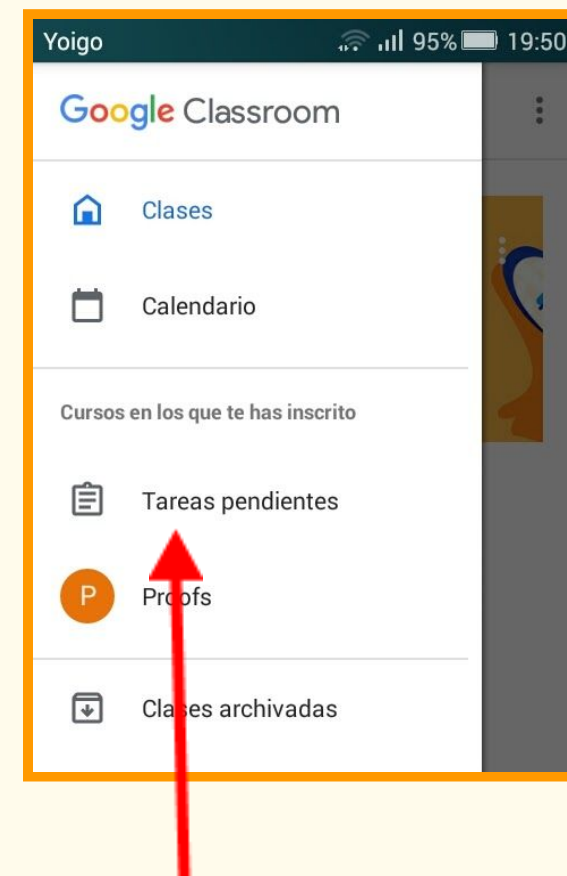 Yoigo 95% 19:50
Google Classroom
Clases
Calendario
Cursos en los que te has inscrito
Tareas pendientes
P Proofs
Clases archivadas